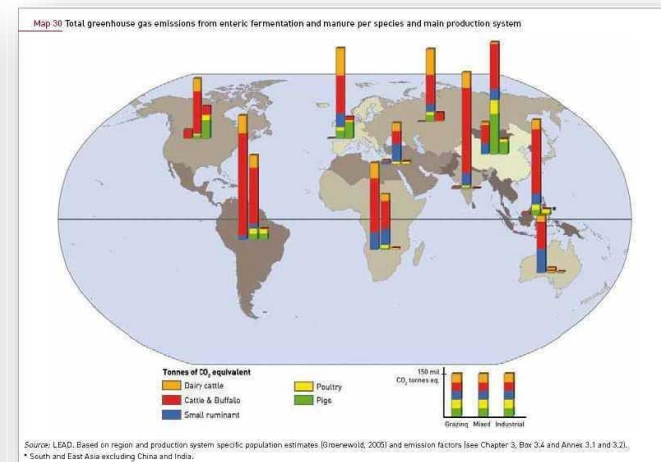 Map 30 Total greenhouse gas emissions from enteric fermentation and manure per species and main production system
*
Tonnes of CO₂ equivalent
Dairy cattle
Cattle & Buffalo
Small ruminant
Poultry
Pigs
150 mil
CO₂ tonnes eq.
Grazing Mixed Industrial
Source: LEAD. Based on region and production system specific population estimates (Groenewold, 2005) and emission factors (see Chapter 3, Box 3.4 and Annex 3.1 and 3.2).
* South and East Asia excluding China and India.